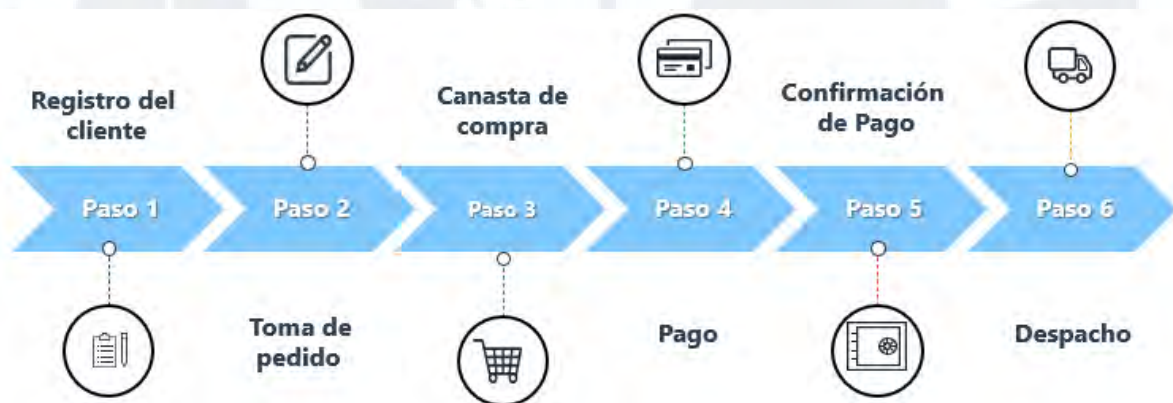 Registro del
cliente
Canasta de
compra
Confirmación
de Pago
Paso 1
Paso 2
Paso 3
Paso 4
Paso 5
Paso 6
Toma de
pedido
Pago
Despacho